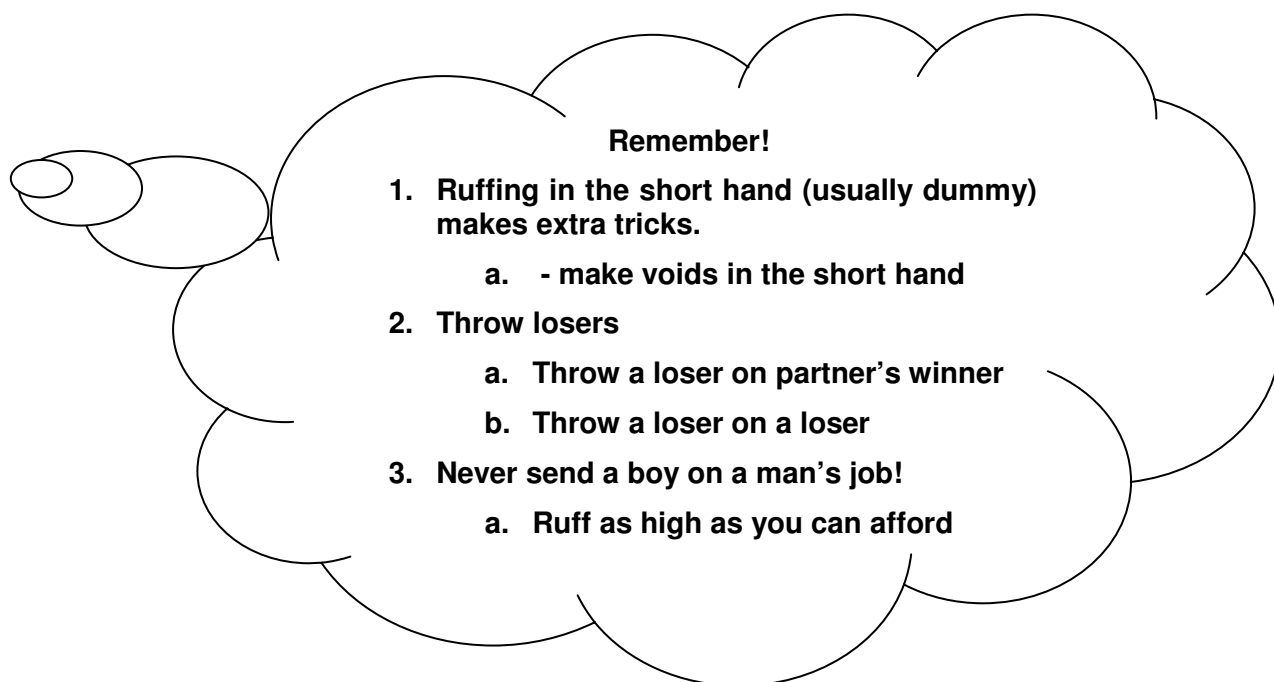 Remember!
1. Ruffing in the short hand (usually dummy)
makes extra tricks.
a. - make voids in the short hand
2. Throw losers
a. Throw a loser on partner’s winner
b. Throw a loser on a loser
3. Never send a boy on a man’s job!
a. Ruff as high as you can afford